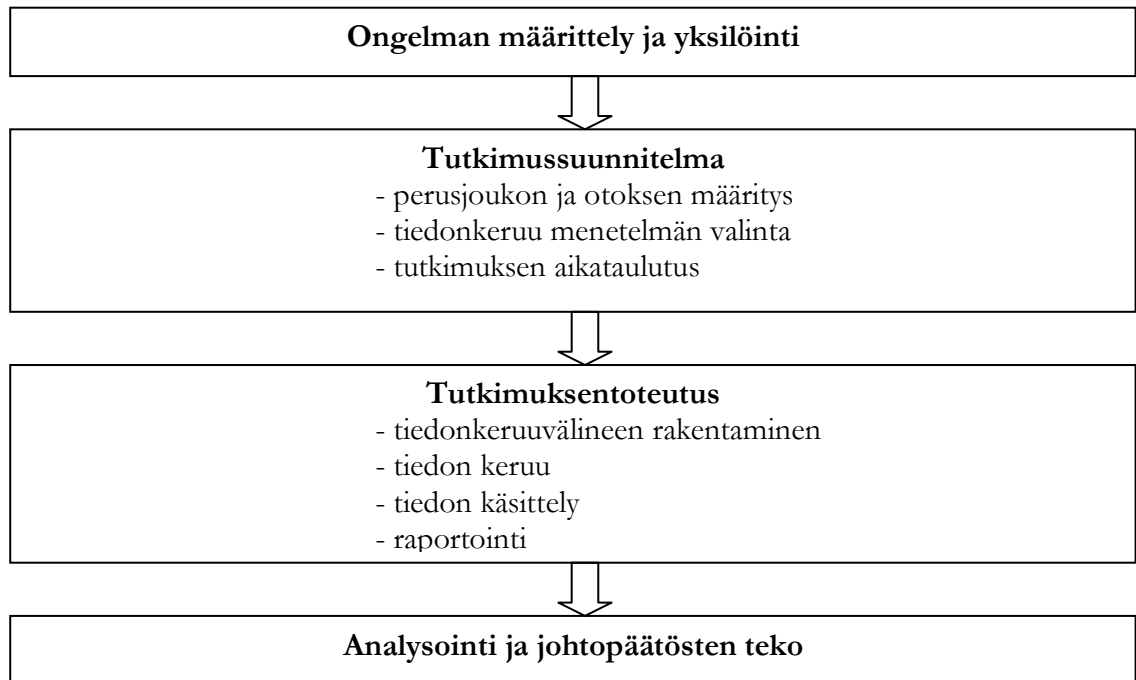 Ongelman määrittely ja yksilöinti
Tutkimussuunnitelma
- perusjoukon ja otoksen määritys
- tiedonkeruu menetelmän valinta
- tutkimuksen aikataulutus
Tutkimuksentoteutus
- tiedonkeruuvälineen rakentaminen
- tiedon keruu
- tiedon käsittely
- raportointi
Analysointi ja johtopäätösten teko